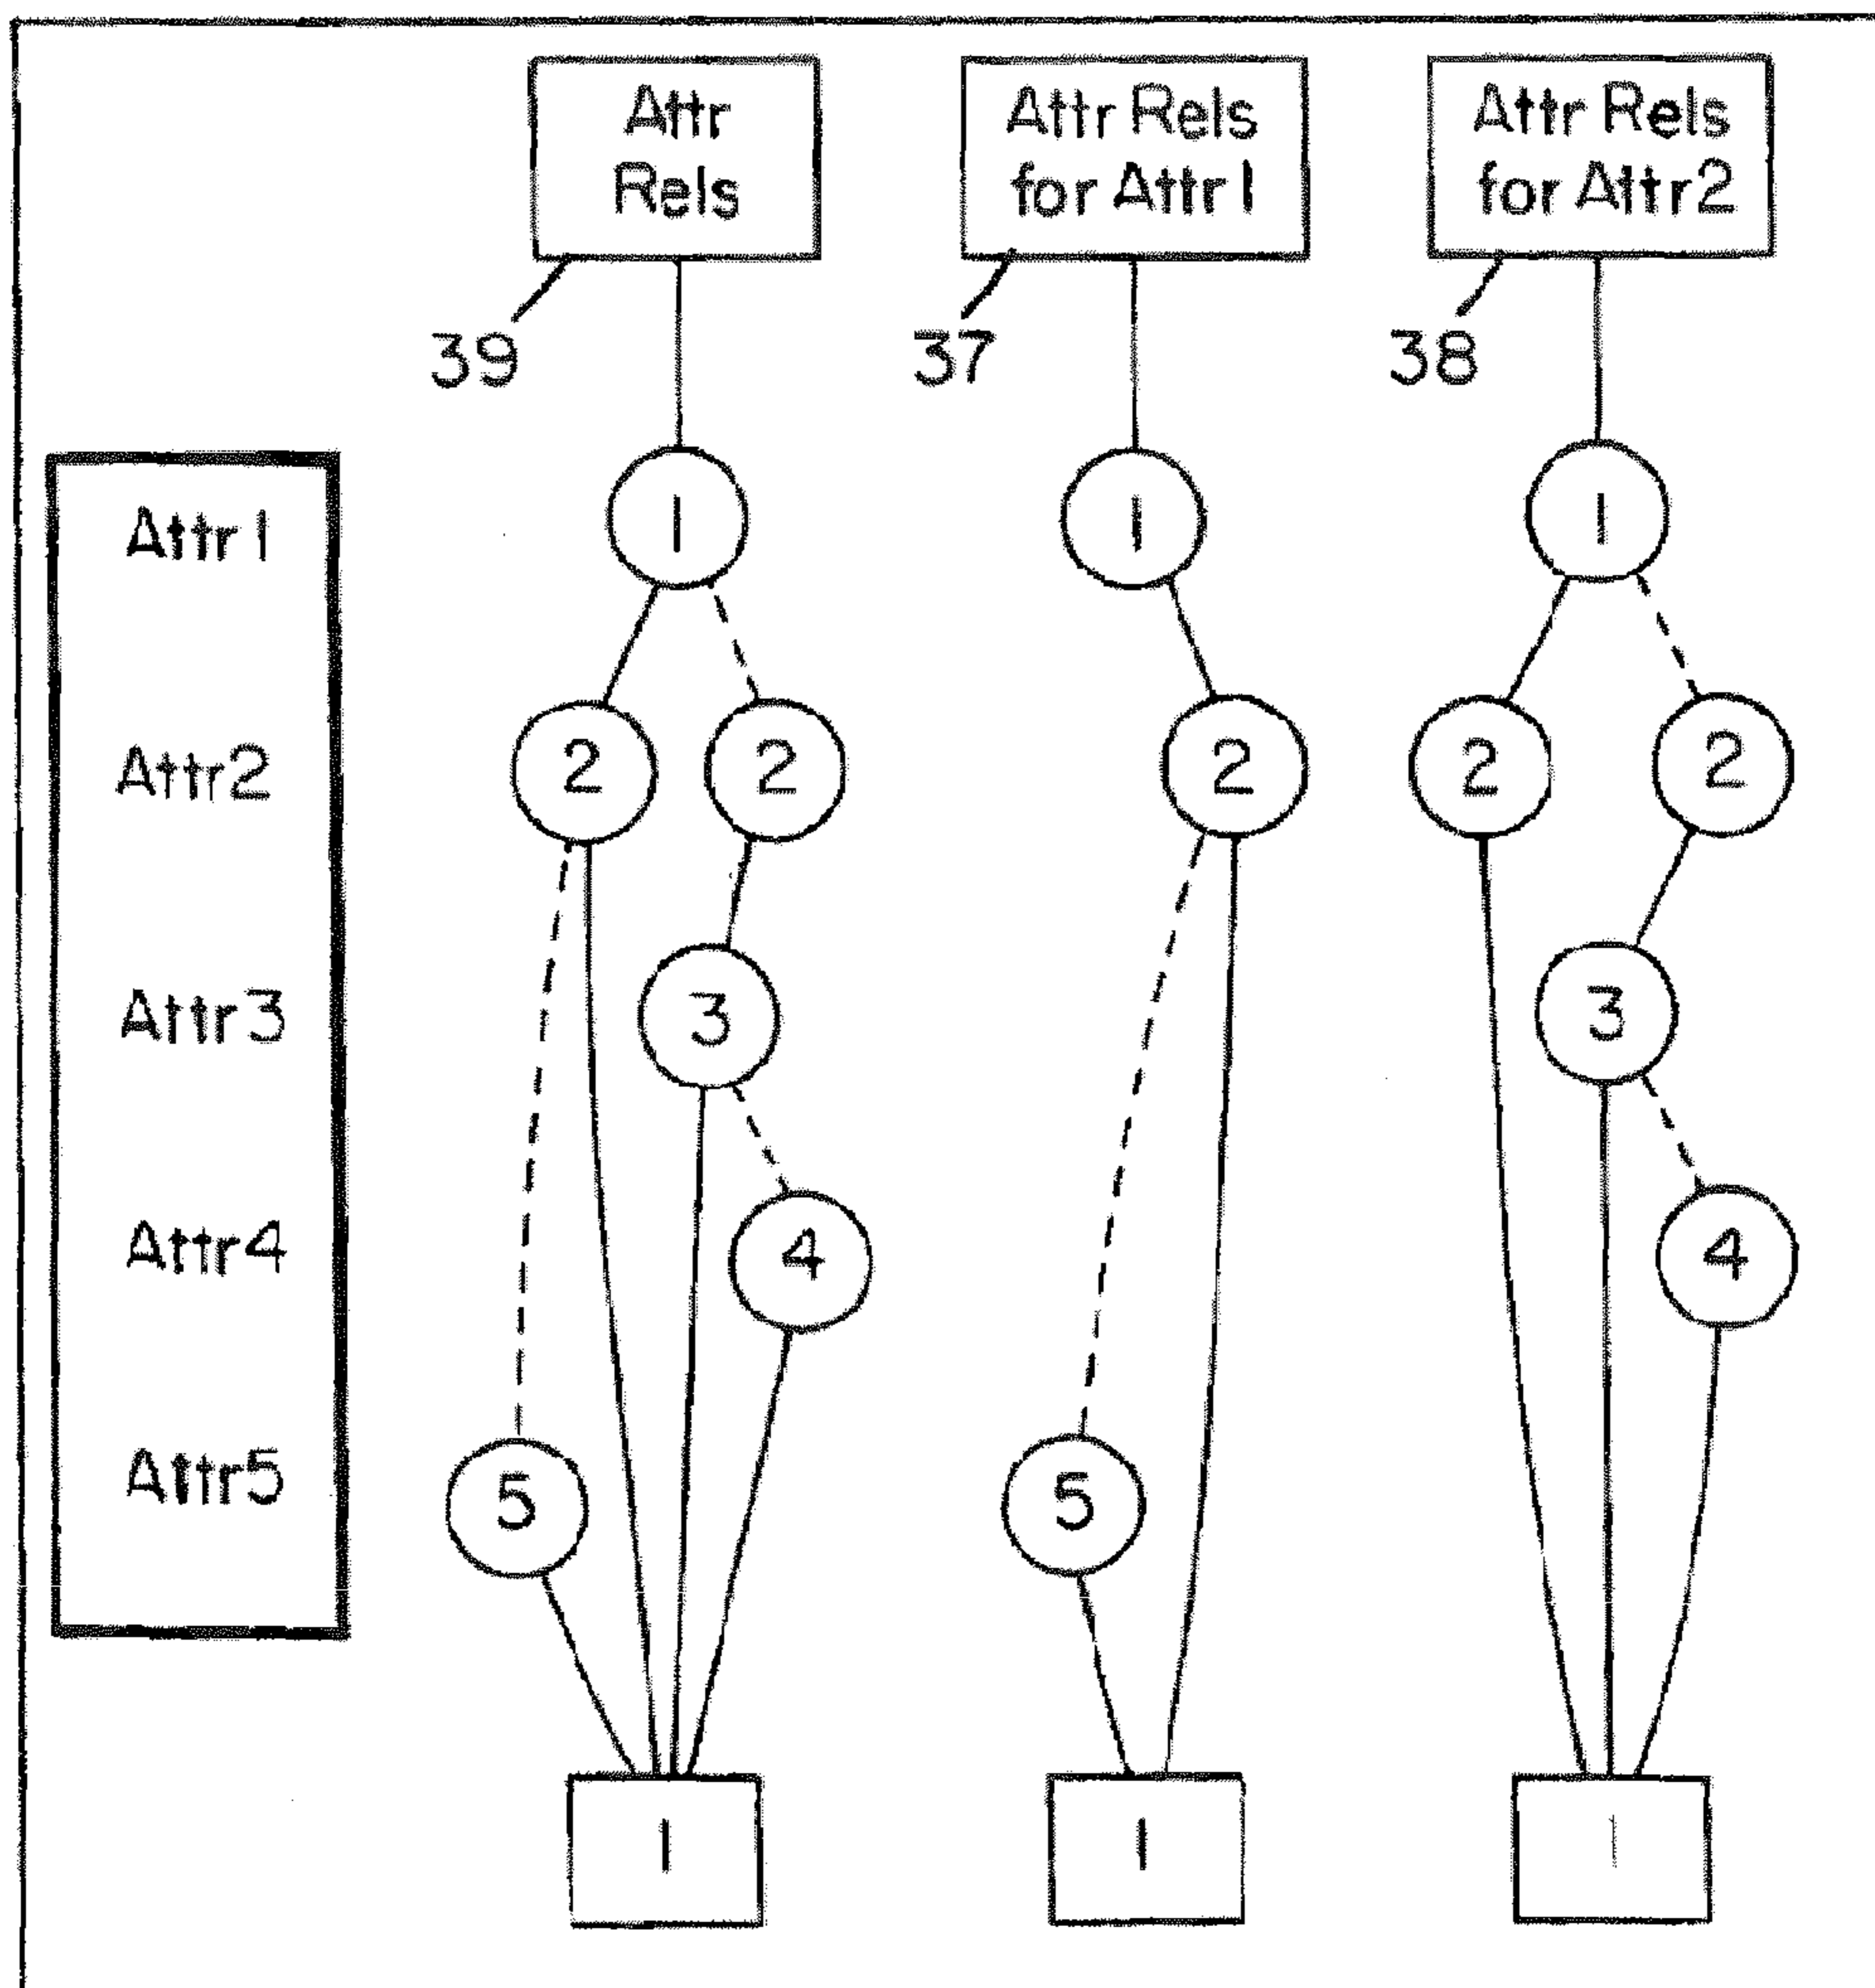 Attr
Rels
Attr Rels
for Attr1
Attr Rels
for Attr2
39
37
38
Attr1
1
1
1
Attr2
2
2
2
2
2
Attr3
3
3
Attr4
4
4
Attr5
5
5
1
1
1